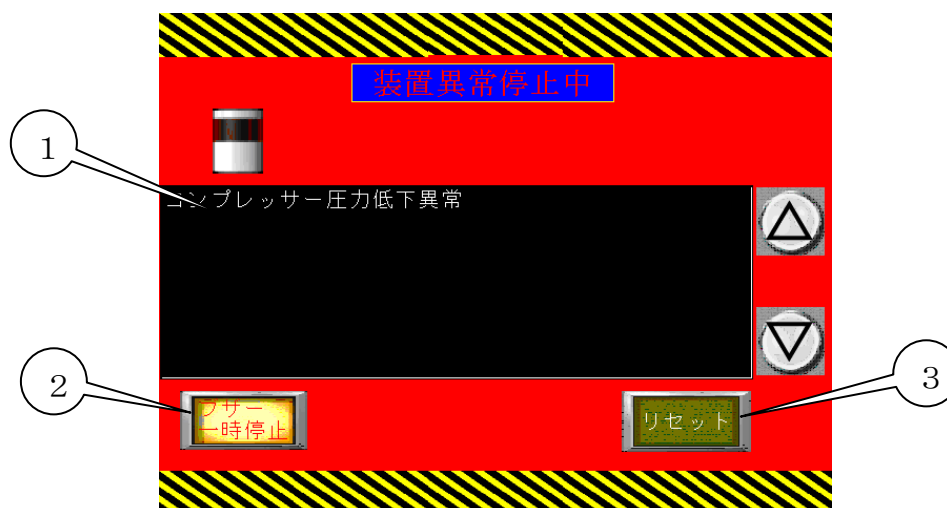 装置異常停止中
1
コンプレッサー圧力低下異常
2
ブザー
一時停止
リセット
3